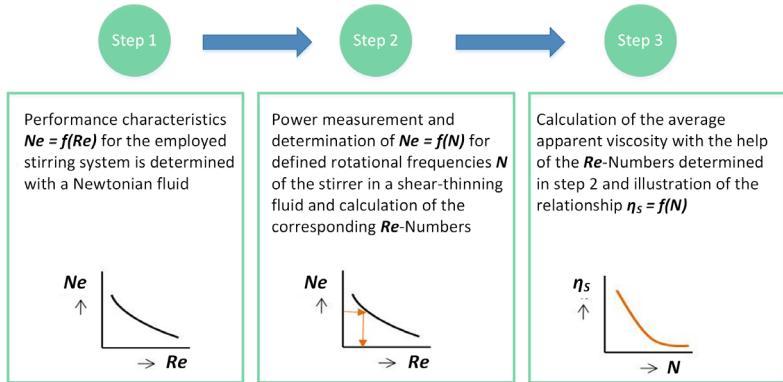 Step 1
Step 2
Step 3
Performance characteristics
Ne = f(Re) for the employed
stirring system is determined
with a Newtonian fluid
Ne
↑
→ Re
Power measurement and
determination of Ne = f(N) for
defined rotational frequencies N
of the stirrer in a shear-thinning
fluid and calculation of the
corresponding Re-Numbers
Ne
↑
→ Re
Calculation of the average
apparent viscosity with the help
of the Re-Numbers determined
in step 2 and illustration of the
relationship ηs = f(N)
ηs
↑
→ N